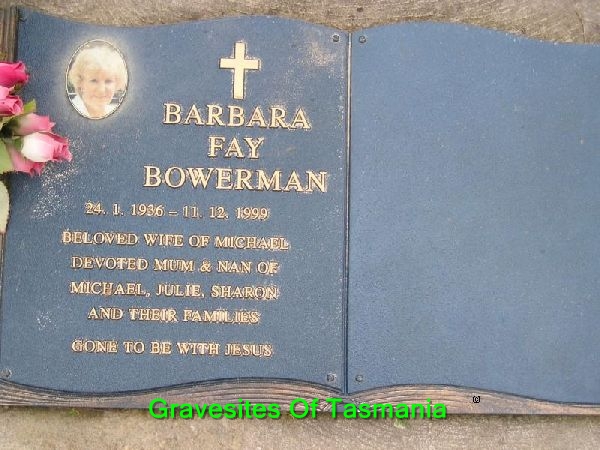 BARBARA
FAY
BOWERMAN
24. 1. 1936 – 11. 12. 1999
BELOVED WIFE OF MICHAEL
DEVOTED MUM & NAN OF
MICHAEL, JULIE, SHARON
AND THEIR FAMILIES
GONE TO BE WITH JESUS
Gravesites Of Tasmania
©